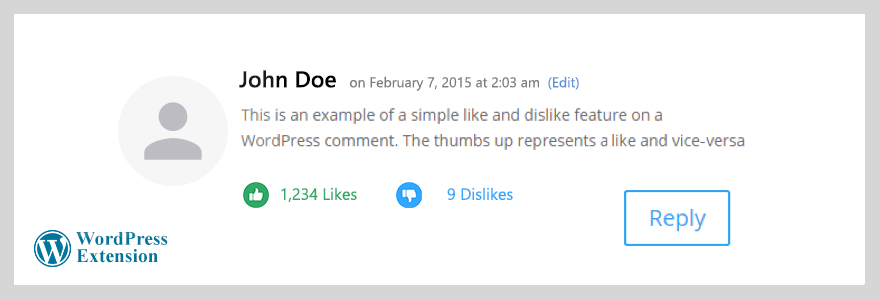 John Doe on February 7, 2015 at 2:03 am (Edit)
This is an example of a simple like and dislike feature on a
WordPress comment. The thumbs up represents a like and vice-versa
1,234 Likes 9 Dislikes
Reply
WordPress
Extension